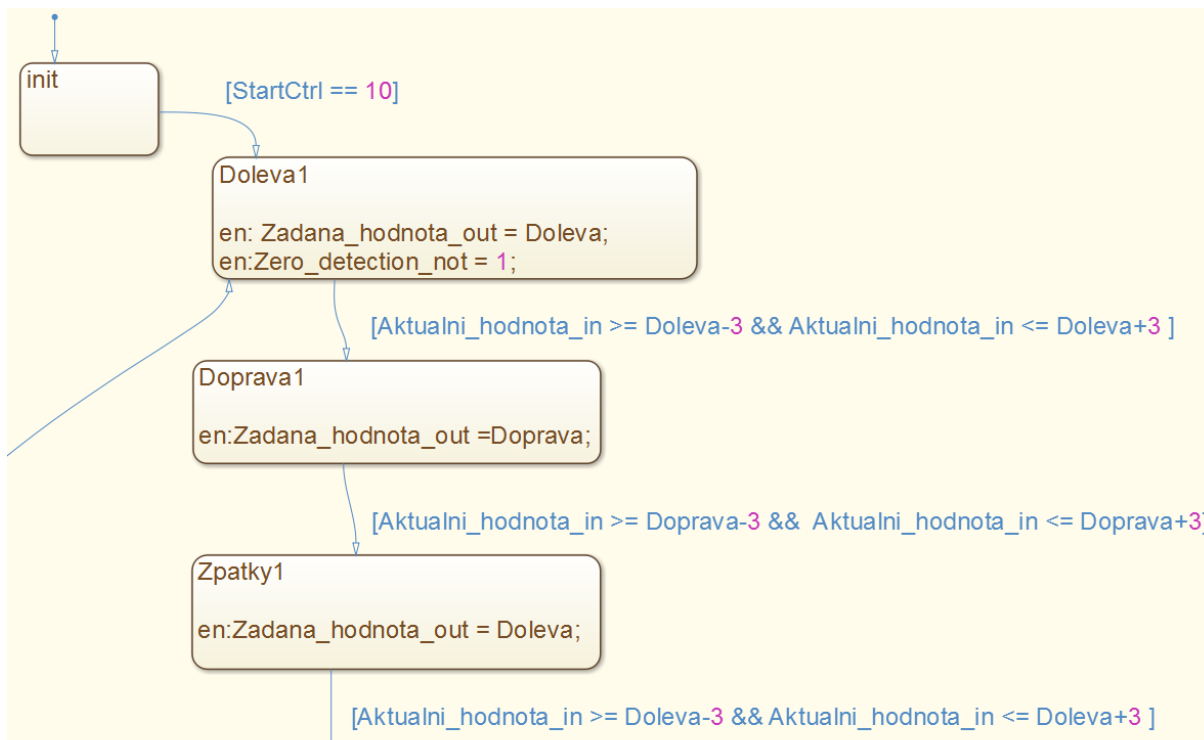 init
[StartCtrl == 10]
Doleva1
en: Zadana_hodnota_out = Doleva;
en:Zero_detection_not = 1;
[Aktualni_hodnota_in >= Doleva-3 && Aktualni_hodnota_in <= Doleva+3 ]
Doprava1
en:Zadana_hodnota_out =Doprava;
[Aktualni_hodnota_in >= Doprava-3 &&  Aktualni_hodnota_in <= Doprava+3]
Zpatky1
en:Zadana_hodnota_out = Doleva;
[Aktualni_hodnota_in >= Doleva-3 && Aktualni_hodnota_in <= Doleva+3 ]